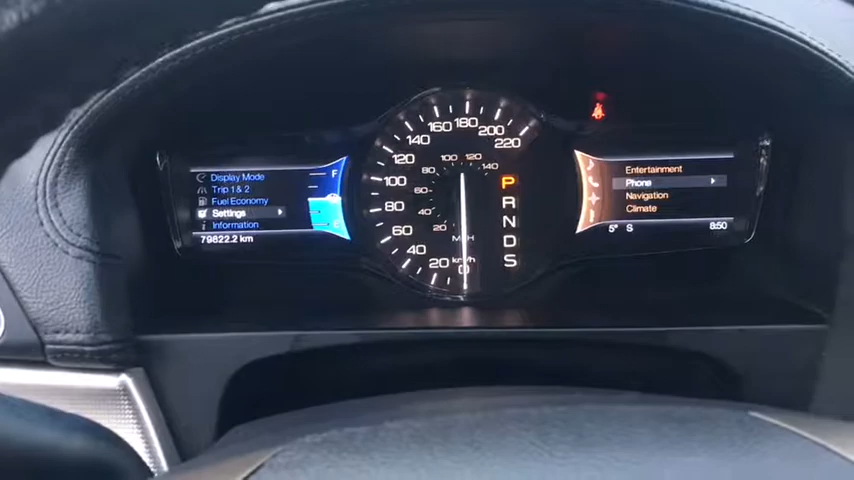 Display Mode
Trip 1 & 2
Fuel Economy
Settings
Information
79822.2 km
F
20
40
60
80
100
120
140
160
180
200
220
20
40
60
80
100
120
140
MPH
km/h
0
P
R
N
D
S
Entertainment
Phone
Navigation
Climate
5° S
8:50